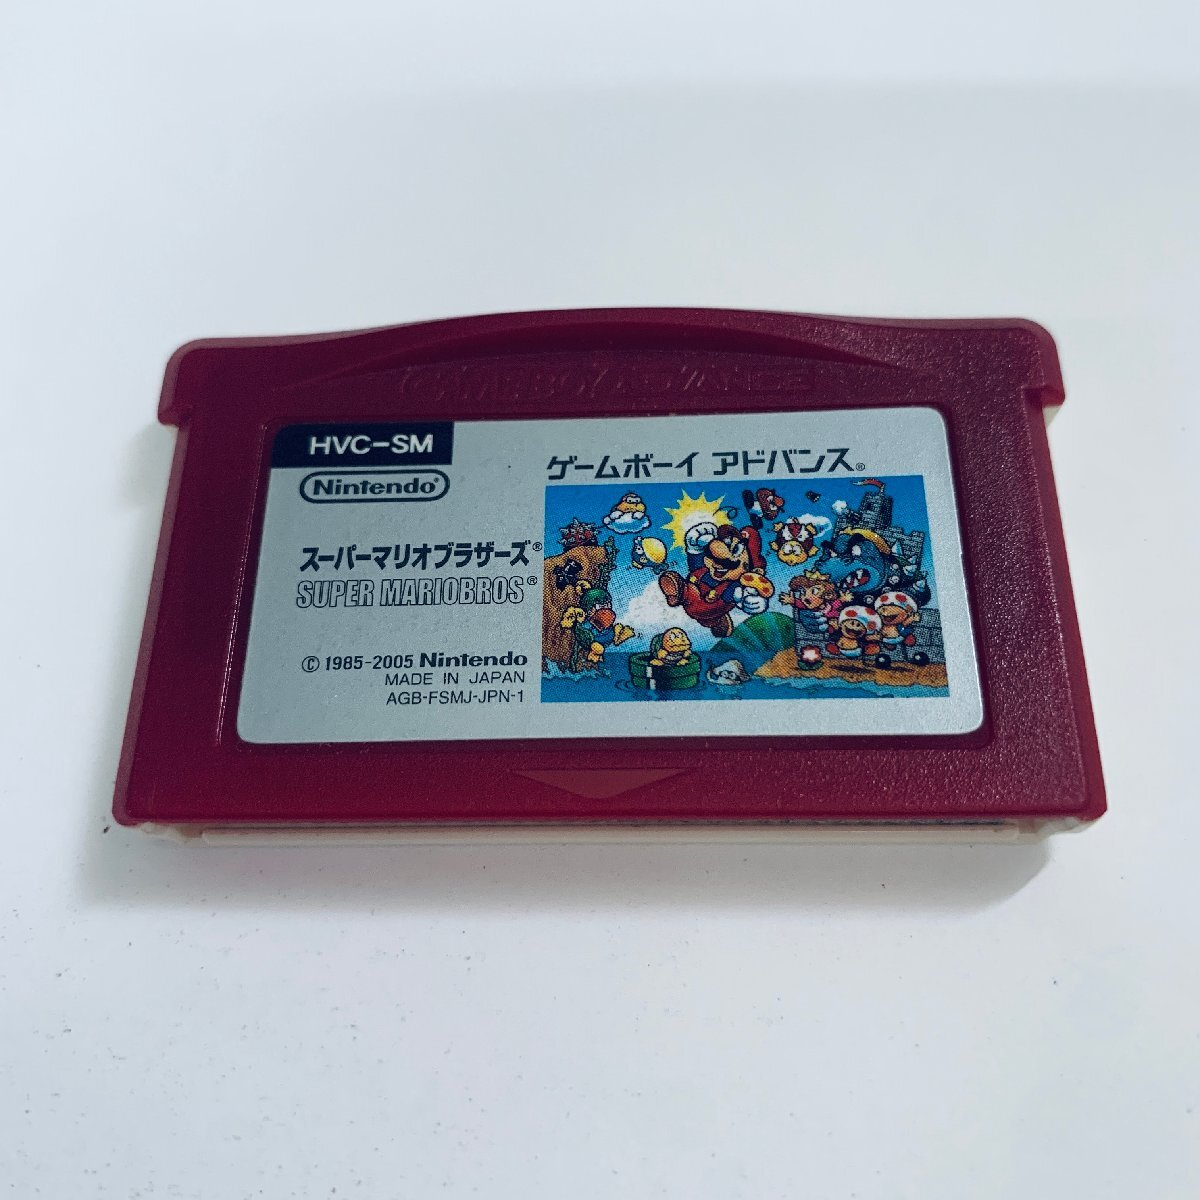 GAME BOY ADVANCE
HVC-SM
Nintendo®
ゲームボーイ アドバンス®
スーパーマリオブラザーズ®
SUPER MARIOBROS®
© 1985-2005 Nintendo
MADE IN JAPAN
AGB-FSMJ-JPN-1